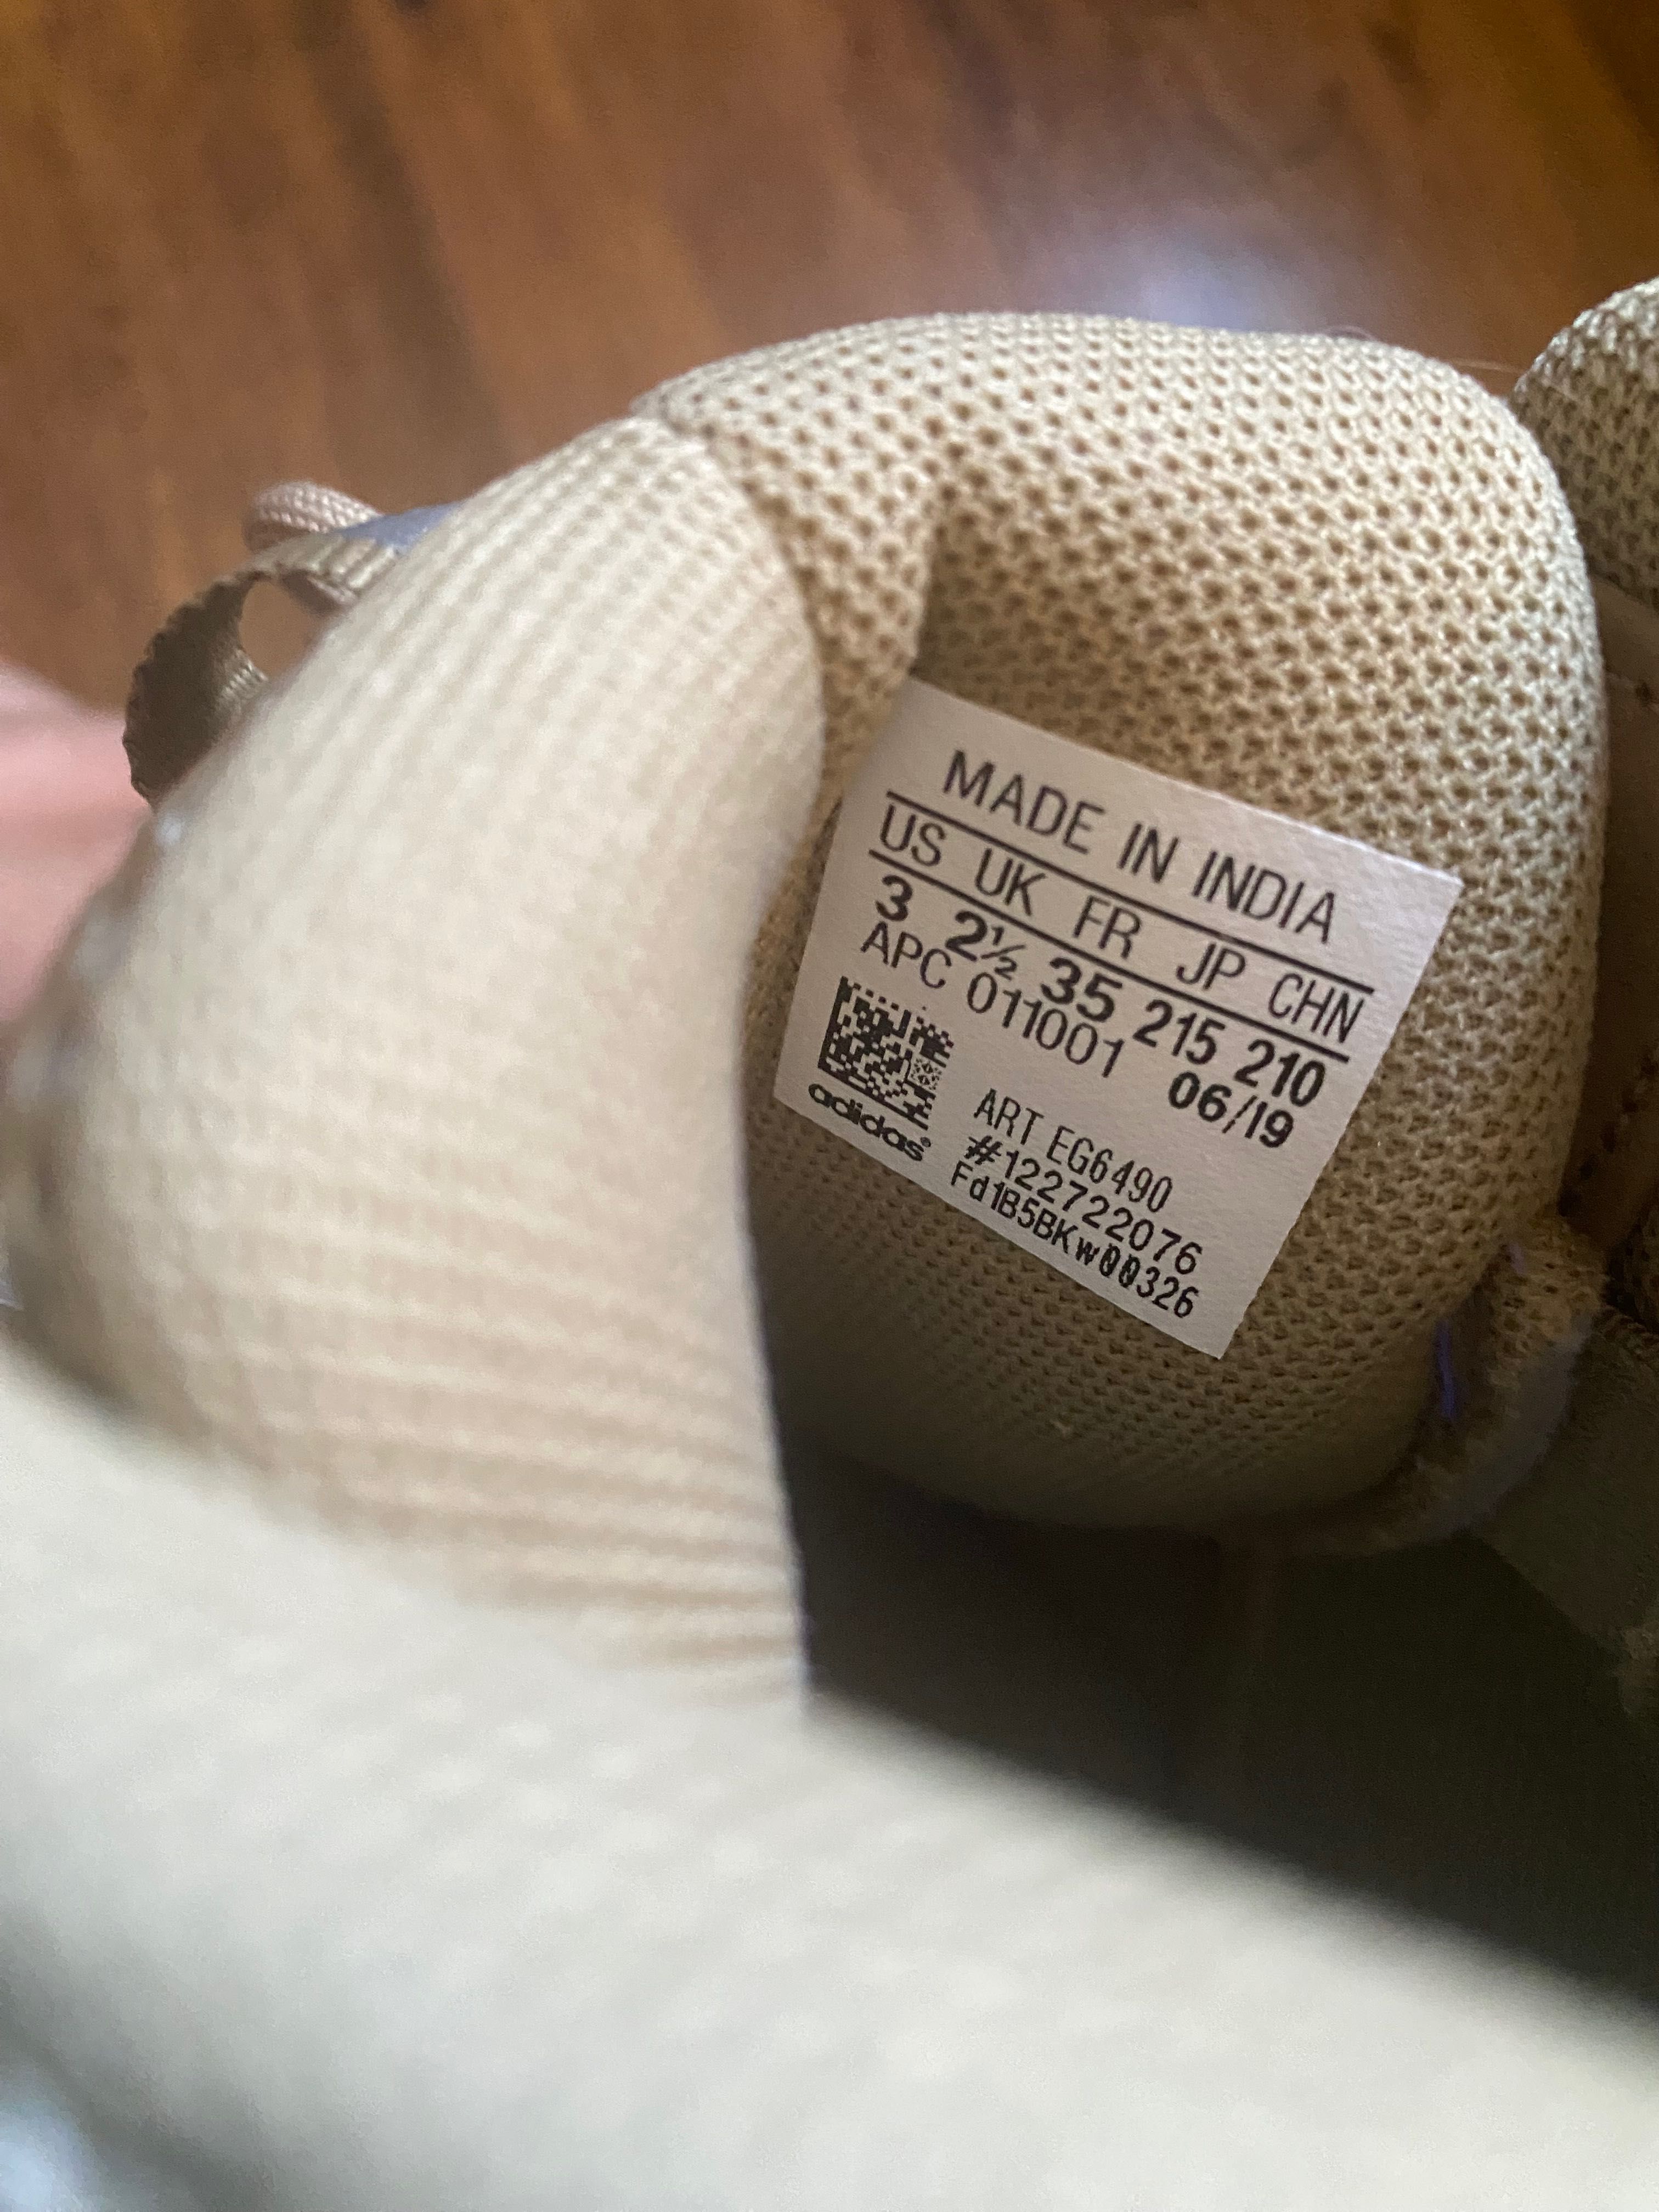 MADE IN INDIA
US UK FR JP CHN
3 2½ 35 215 210
APC 011001 06/19
ART EG6490
#122722076
Fd1B5BKw00326
adidas®